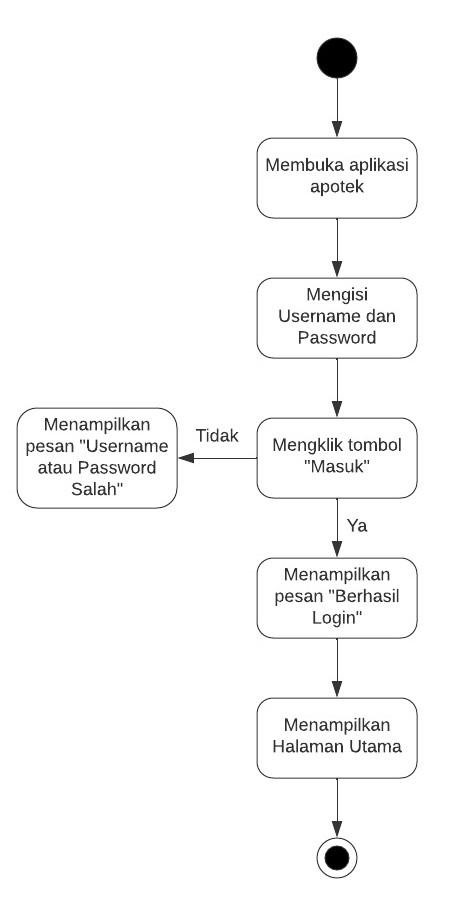 Membuka aplikasi
apotek
Mengisi
Username dan
Password
Mengklik tombol
"Masuk"
Tidak
Menampilkan
pesan "Username
atau Password
Salah"
Ya
Menampilkan
pesan "Berhasil
Login"
Menampilkan
Halaman Utama